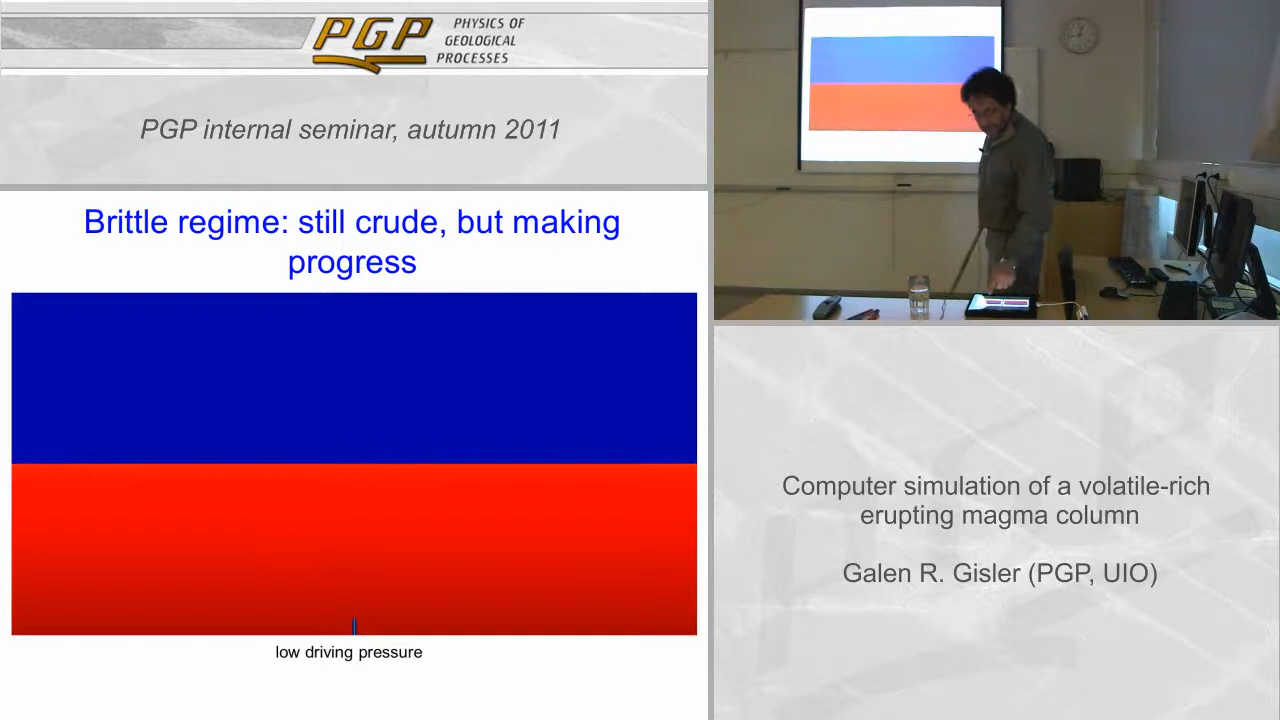 PGP
PHYSICS OF
GEOLOGICAL
PROCESSES
PGP internal seminar, autumn 2011
Brittle regime: still crude, but making
progress
low driving pressure
Computer simulation of a volatile-rich
erupting magma column
Galen R. Gisler (PGP, UIO)